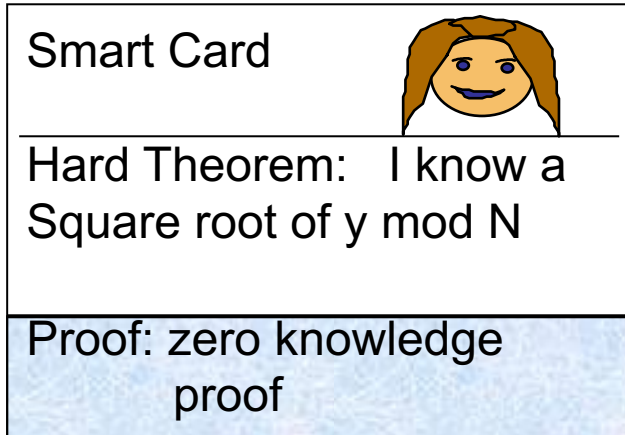 Smart Card
Hard Theorem: I know a
Square root of y mod N
Proof: zero knowledge
proof